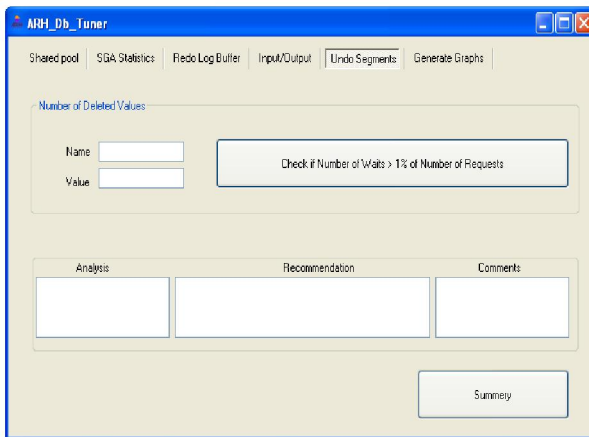 ARH_Db_Tuner
Shared pool SGA Statistics Redo Log Buffer Input/Output Undo Segments Generate Graphs
Number of Deleted Values
Name
Check if Number of Waits > 1% of Number of Requests
Value
Analysis Recommendation Comments
Summery